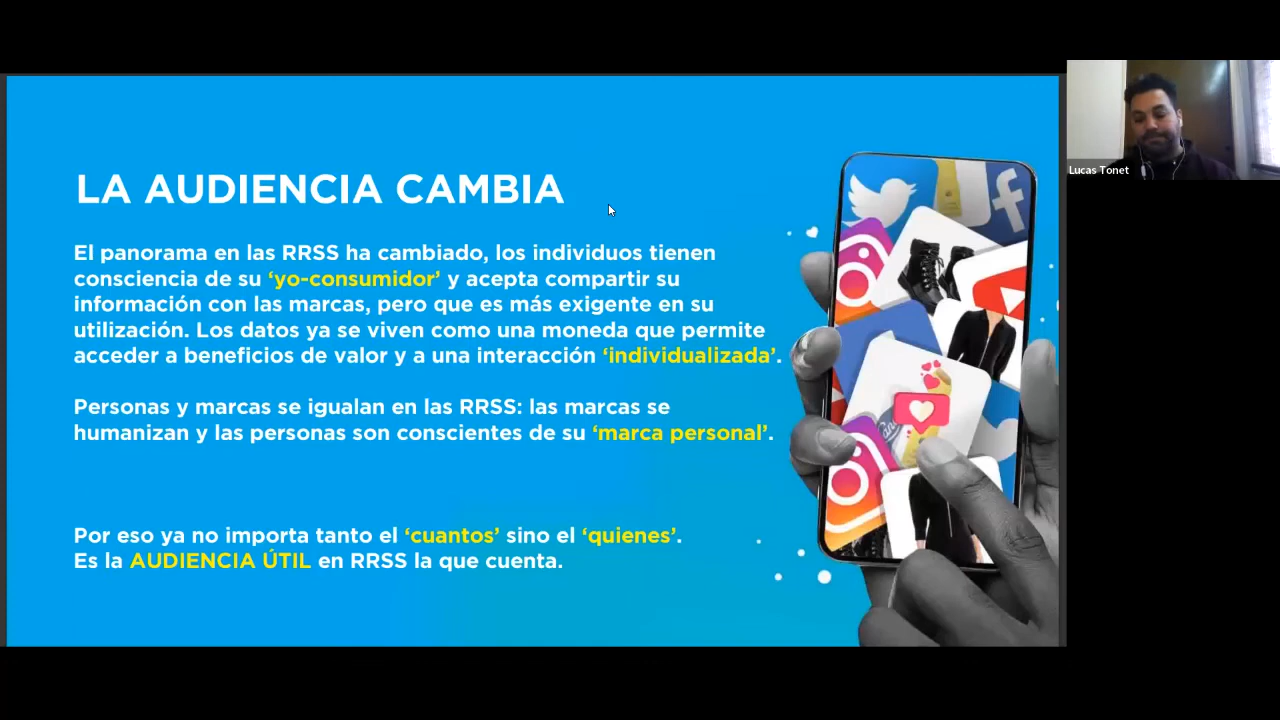 LA AUDIENCIA CAMBIA
El panorama en las RRSS ha cambiado, los individuos tienen
consciencia de su ‘yo-consumidor’ y acepta compartir su
información con las marcas, pero que es más exigente en su
utilización. Los datos ya se viven como una moneda que permite
acceder a beneficios de valor y a una interacción ‘individualizada’.
Personas y marcas se igualan en las RRSS: las marcas se
humanizan y las personas son conscientes de su ‘marca personal’.
Por eso ya no importa tanto el ‘cuantos’ sino el ‘quienes’.
Es la AUDIENCIA ÚTIL en RRSS la que cuenta.
Lucas Tonet